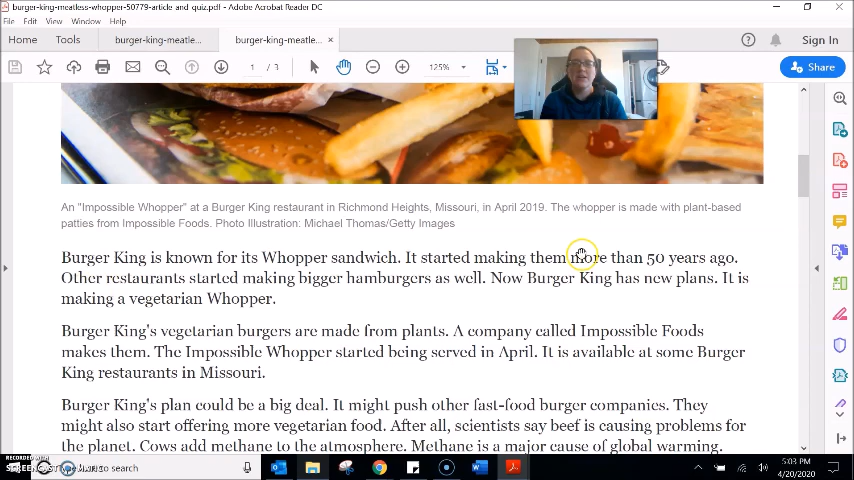 burger-king-meatless-whopper-50779-article and quiz.pdf - Adobe Acrobat Reader DC
File Edit View Window Help
Home Tools burger-king-meatle... burger-king-meatle... × Sign In
1 / 3 125% Share
An "Impossible Whopper" at a Burger King restaurant in Richmond Heights, Missouri, in April 2019. The whopper is made with plant-based
patties from Impossible Foods. Photo Illustration: Michael Thomas/Getty Images
Burger King is known for its Whopper sandwich. It started making them more than 50 years ago.
Other restaurants started making bigger hamburgers as well. Now Burger King has new plans. It is
making a vegetarian Whopper.
Burger King's vegetarian burgers are made from plants. A company called Impossible Foods
makes them. The Impossible Whopper started being served in April. It is available at some Burger
King restaurants in Missouri.
Burger King's plan could be a big deal. It might push other fast-food burger companies. They
might also start offering more vegetarian food. After all, scientists say beef is causing problems for
the planet. Cows add methane to the atmosphere. Methane is a major cause of global warming.
RECORDED WITH
here to search
5:03 PM
4/20/2020